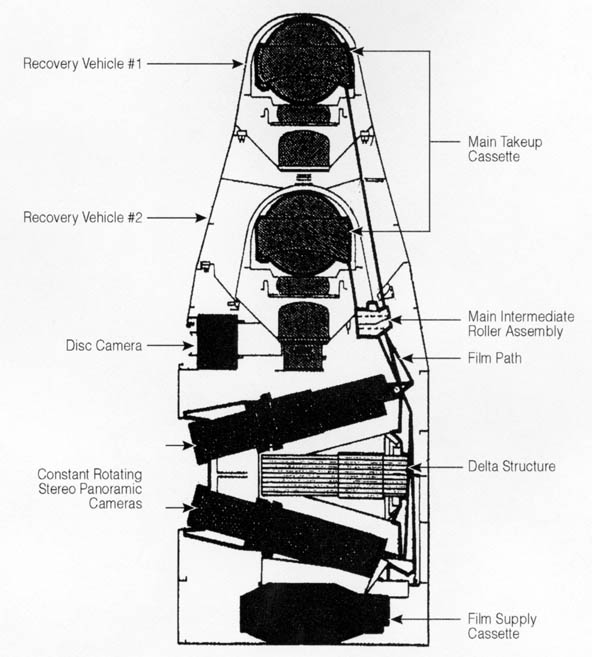 Recovery Vehicle #1
Main Takeup
Cassette
Recovery Vehicle #2
Main Intermediate
Roller Assembly
Disc Camera
Film Path
Constant Rotating
Stereo Panoramic
Cameras
Delta Structure
Film Supply
Cassette